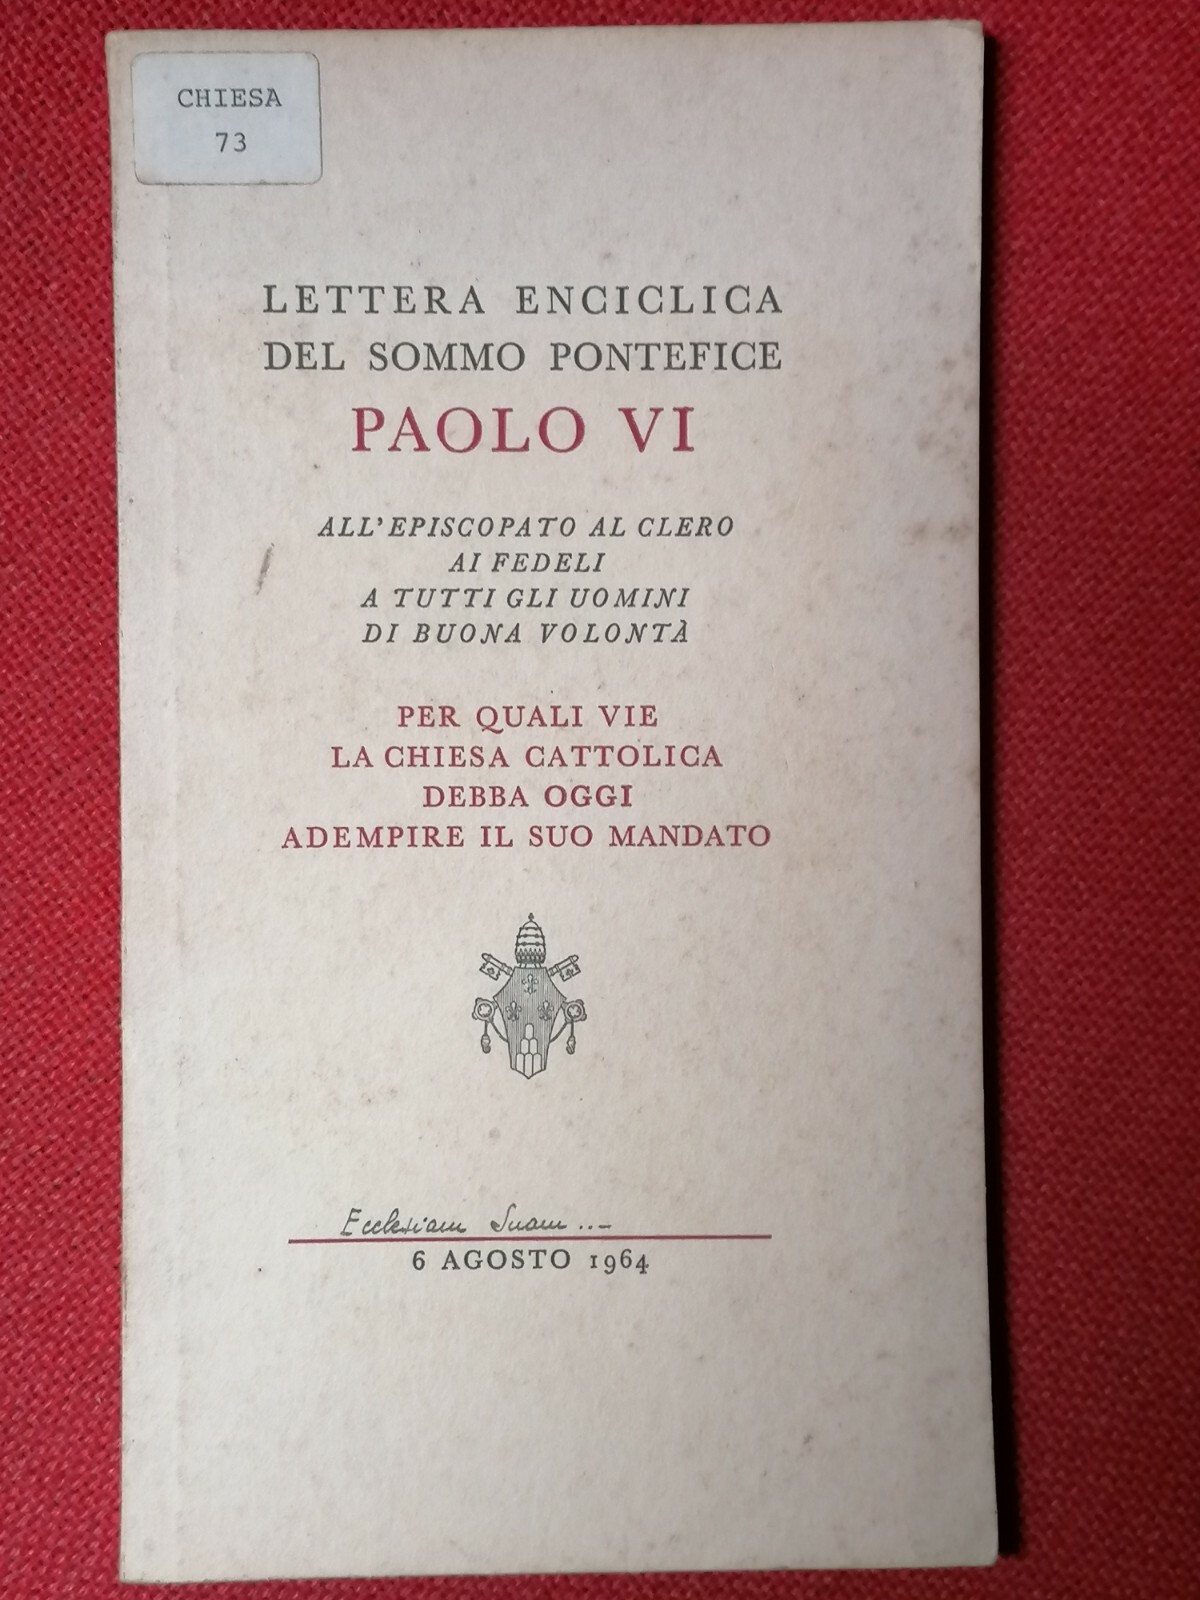 CHIESA
73
LETTERA ENCICLICA
DEL SOMMO PONTEFICE
PAOLO VI
ALL'EPISCOPATO AL CLERO
AI FEDELI
A TUTTI GLI UOMINI
DI BUONA VOLONTÀ
PER QUALI VIE
LA CHIESA CATTOLICA
DEBBA OGGI
ADEMPIRE IL SUO MANDATO
Ecclesiam Suam ...
6 AGOSTO 1964